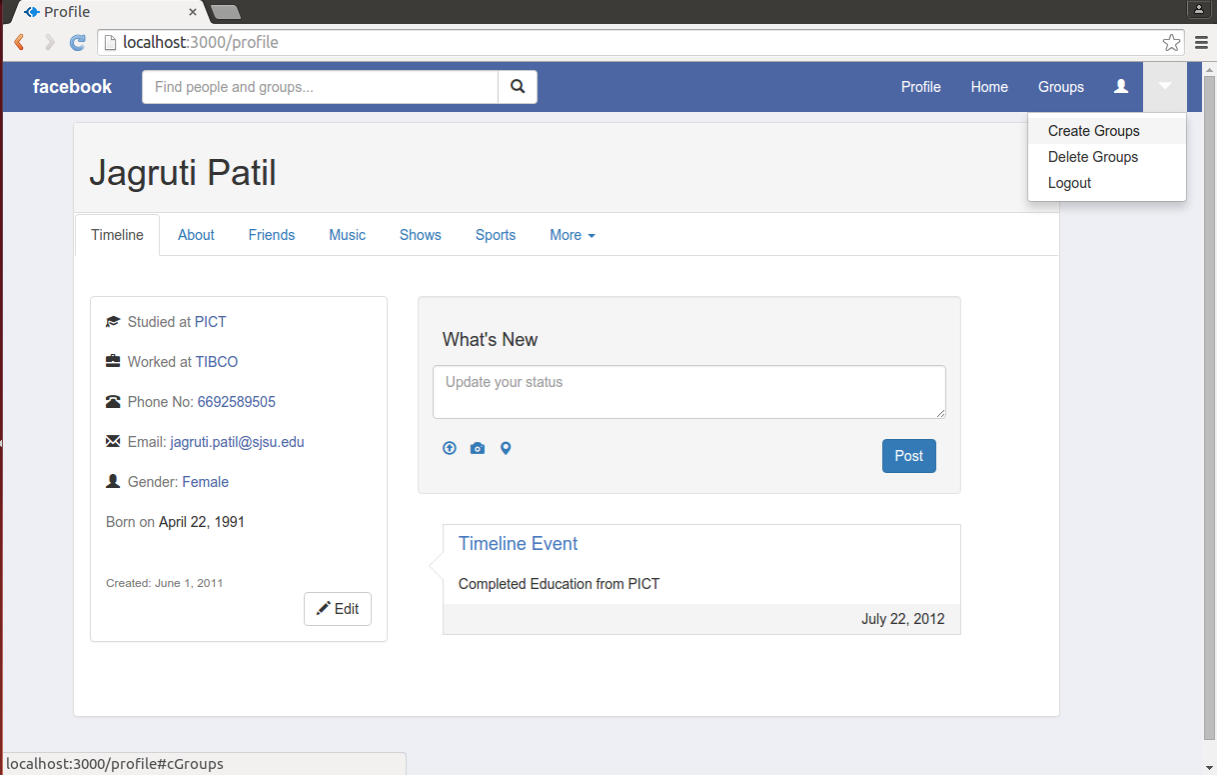 Profile
localhost:3000/profile
facebook
Find people and groups...
Profile
Home
Groups
Create Groups
Delete Groups
Logout
Jagruti Patil
Timeline
About
Friends
Music
Shows
Sports
More
Studied at PICT
Worked at TIBCO
Phone No: 6692589505
Email: jagruti.patil@sjsu.edu
Gender: Female
Born on April 22, 1991
Created: June 1, 2011
Edit
What's New
Update your status
Post
Timeline Event
Completed Education from PICT
July 22, 2012
localhost:3000/profile#cGroups